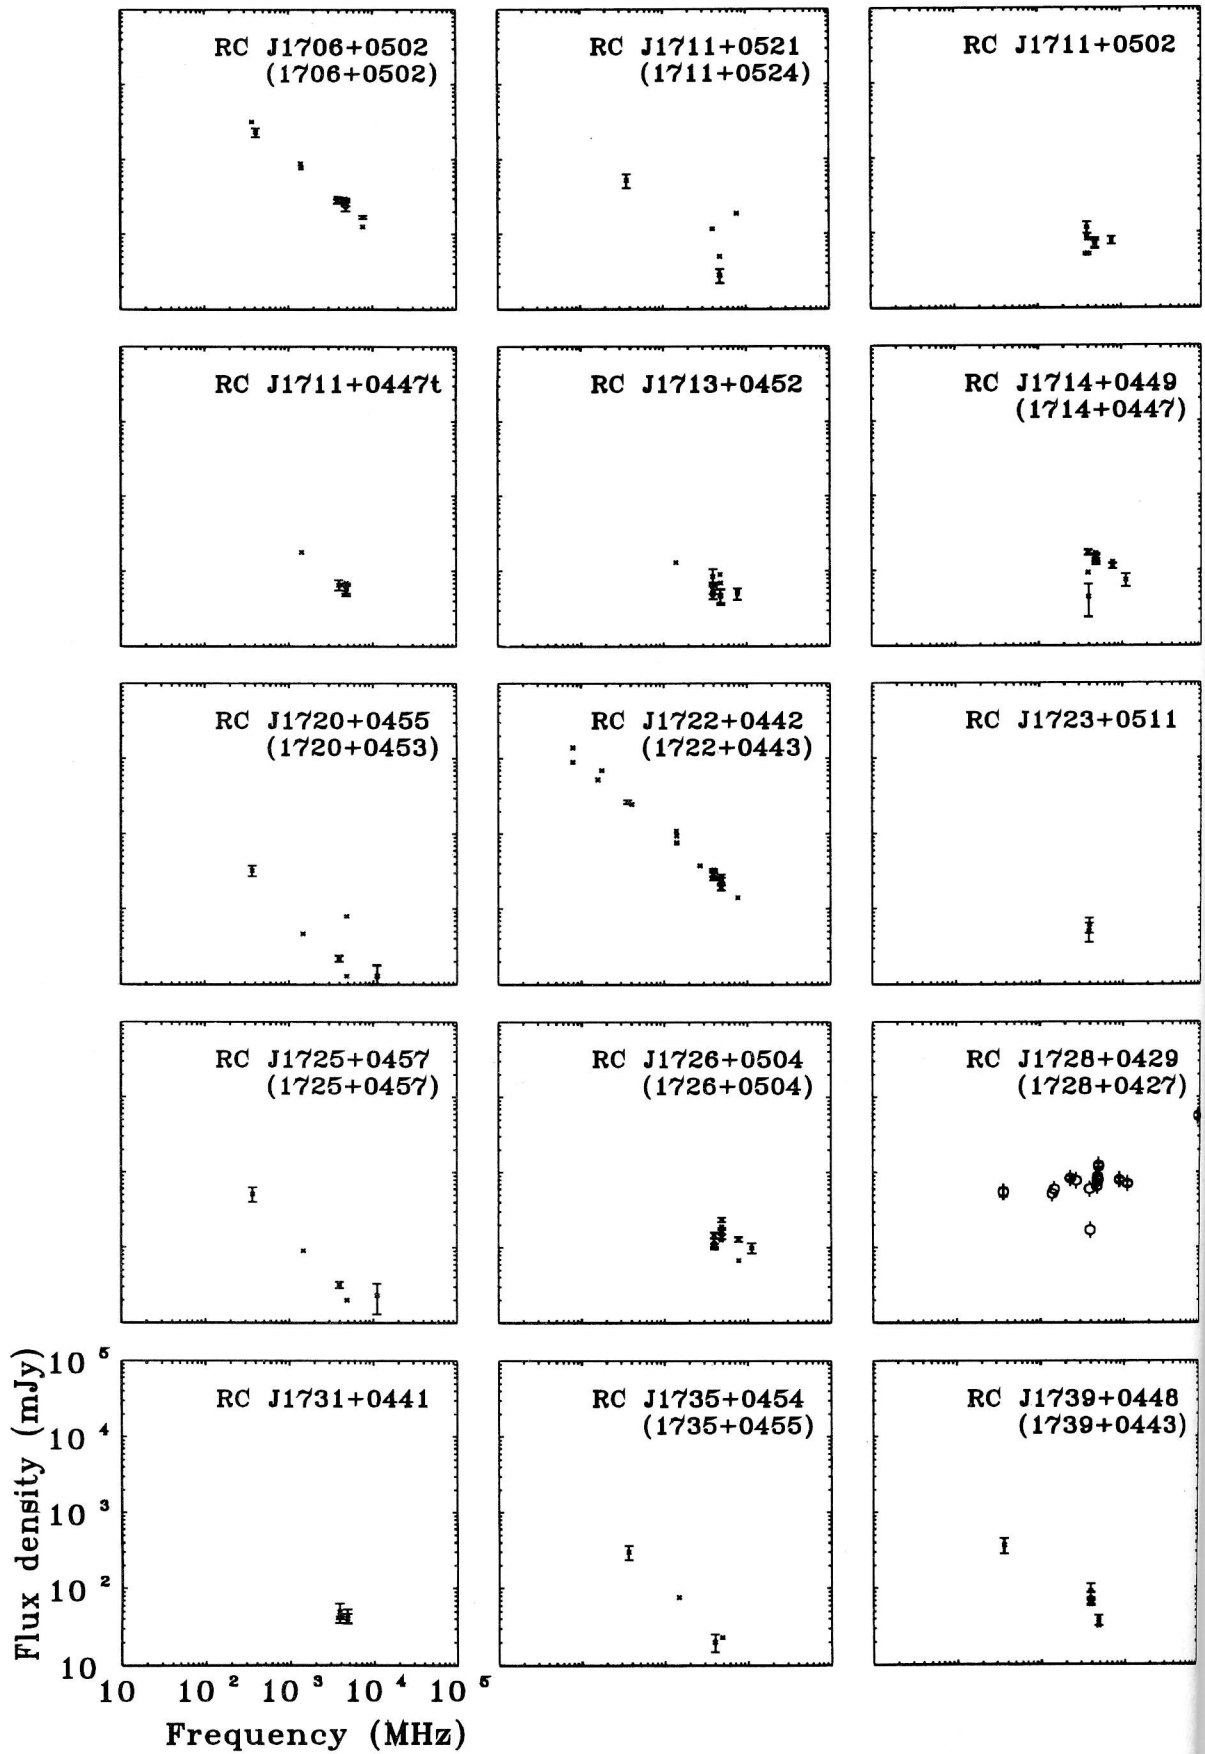 RC J1706+0502
(1706+0502)
RC J1711+0521
(1711+0524)
RC J1711+0502
RC J1711+0447t
RC J1713+0452
RC J1714+0449
(1714+0447)
RC J1720+0455
(1720+0453)
RC J1722+0442
(1722+0443)
RC J1723+0511
RC J1725+0457
(1725+0457)
RC J1726+0504
(1726+0504)
RC J1728+0429
(1728+0427)
RC J1731+0441
RC J1735+0454
(1735+0455)
RC J1739+0448
(1739+0443)
Flux density (mJy)
10 5
10 4
10 3
10 2
10
10 10 2 10 3 10 4 10 5
Frequency (MHz)